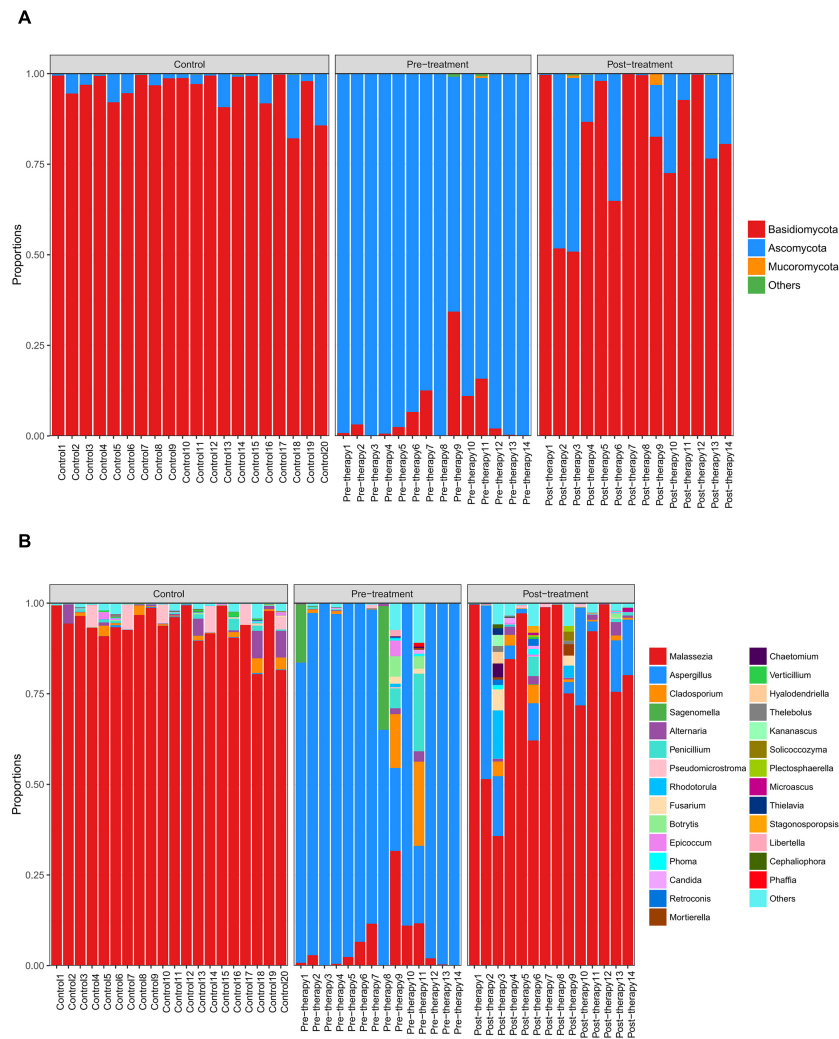 A
Control
Pre−treatment
Post−treatment
1.00
0.75
0.50
0.25
0.00
Proportions
Control1
Control2
Control3
Control4
Control5
Control6
Control7
Control8
Control9
Control10
Control11
Control12
Control13
Control14
Control15
Control16
Control17
Control18
Control19
Control20
Pre−therapy1
Pre−therapy2
Pre−therapy3
Pre−therapy4
Pre−therapy5
Pre−therapy6
Pre−therapy7
Pre−therapy8
Pre−therapy9
Pre−therapy10
Pre−therapy11
Pre−therapy12
Pre−therapy13
Pre−therapy14
Post−therapy1
Post−therapy2
Post−therapy3
Post−therapy4
Post−therapy5
Post−therapy6
Post−therapy7
Post−therapy8
Post−therapy9
Post−therapy10
Post−therapy11
Post−therapy12
Post−therapy13
Post−therapy14
Basidiomycota
Ascomycota
Mucoromycota
Others
B
Control
Pre−treatment
Post−treatment
1.00
0.75
0.50
0.25
0.00
Proportions
Control1
Control2
Control3
Control4
Control5
Control6
Control7
Control8
Control9
Control10
Control11
Control12
Control13
Control14
Control15
Control16
Control17
Control18
Control19
Control20
Pre−therapy1
Pre−therapy2
Pre−therapy3
Pre−therapy4
Pre−therapy5
Pre−therapy6
Pre−therapy7
Pre−therapy8
Pre−therapy9
Pre−therapy10
Pre−therapy11
Pre−therapy12
Pre−therapy13
Pre−therapy14
Post−therapy1
Post−therapy2
Post−therapy3
Post−therapy4
Post−therapy5
Post−therapy6
Post−therapy7
Post−therapy8
Post−therapy9
Post−therapy10
Post−therapy11
Post−therapy12
Post−therapy13
Post−therapy14
Malassezia
Aspergillus
Cladosporium
Sagenomella
Alternaria
Penicillium
Pseudomicrostroma
Rhodotorula
Fusarium
Botrytis
Epicoccum
Phoma
Candida
Retroconis
Mortierella
Chaetomium
Verticillium
Hyalodendriella
Thelebolus
Kananascus
Solicoccozyma
Plectosphaerella
Microascus
Thielavia
Stagonosporopsis
Libertella
Cephaliophora
Phaffia
Others